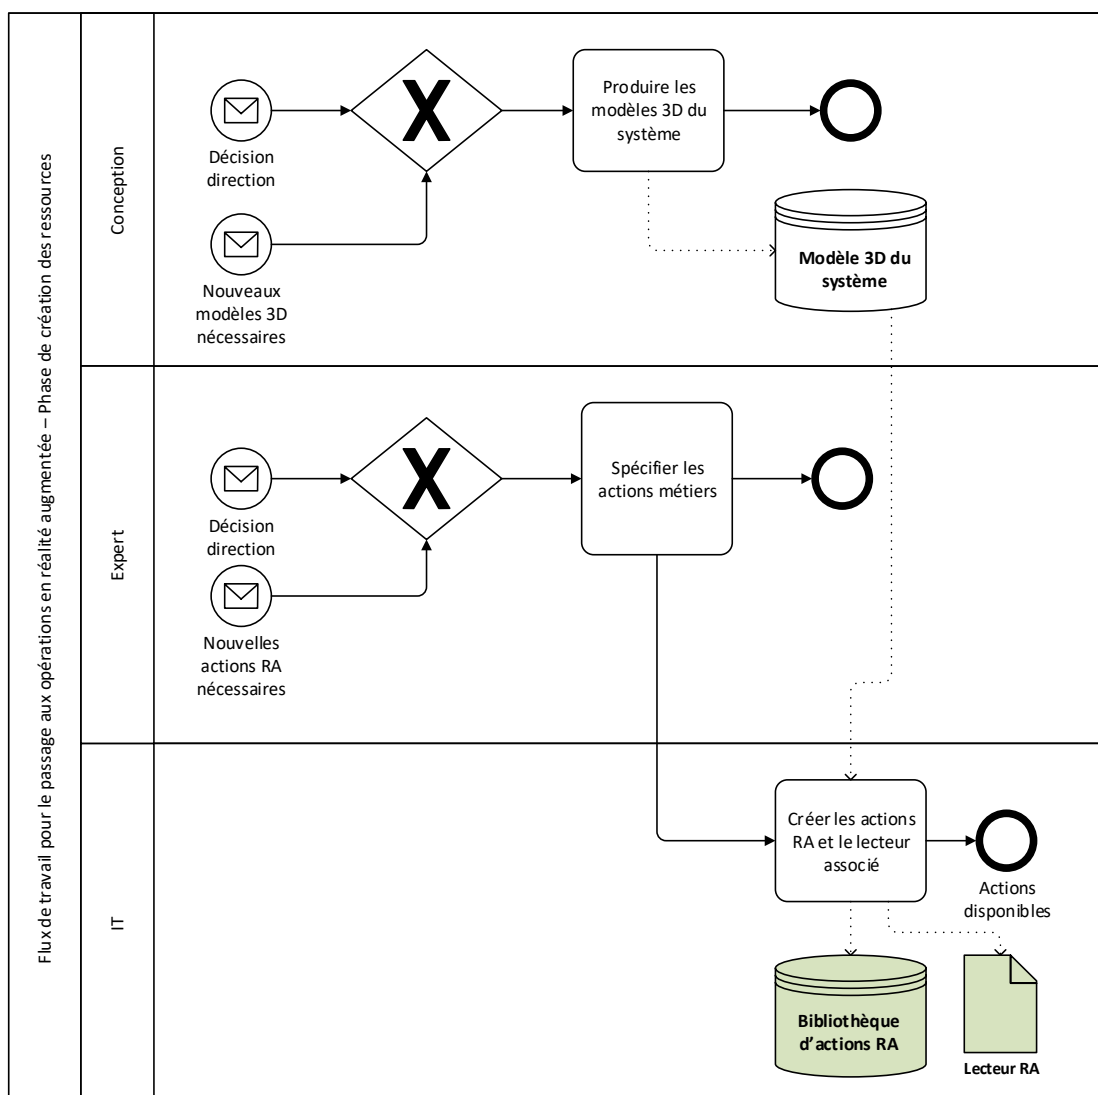 Flux de travail pour le passage aux opérations en réalité augmentée – Phase de création des ressources
Conception
Décision
direction
Nouveaux
modèles 3D
nécessaires
X
Produire les
modèles 3D du
système
Modèle 3D du
système
Expert
Décision
direction
Nouvelles
actions RA
nécessaires
X
Spécifier les
actions métiers
IT
Créer les actions
RA et le lecteur
associé
Actions
disponibles
Bibliothèque
d’actions RA
Lecteur RA